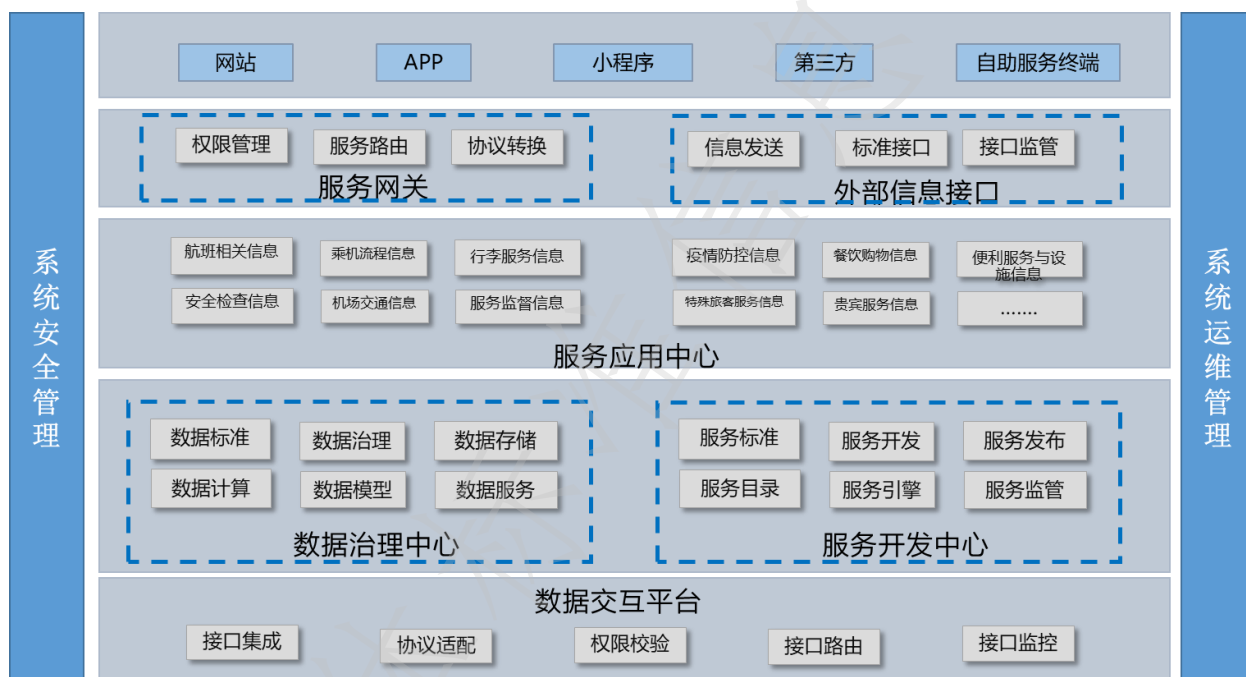 系统安全管理
网站
APP
小程序
第三方
自助服务终端
权限管理
服务路由
协议转换
服务网关
信息发送
标准接口
接口监管
外部信息接口
航班相关信息
乘机流程信息
行李服务信息
疫情防控信息
餐饮购物信息
便利服务与设
施信息
安全检查信息
机场交通信息
服务监督信息
特殊旅客服务信息
贵宾服务信息
.......
服务应用中心
数据标准
数据治理
数据存储
数据计算
数据模型
数据服务
数据治理中心
服务标准
服务开发
服务发布
服务目录
服务引擎
服务监管
服务开发中心
数据交互平台
接口集成
协议适配
权限校验
接口路由
接口监控
系统运维管理